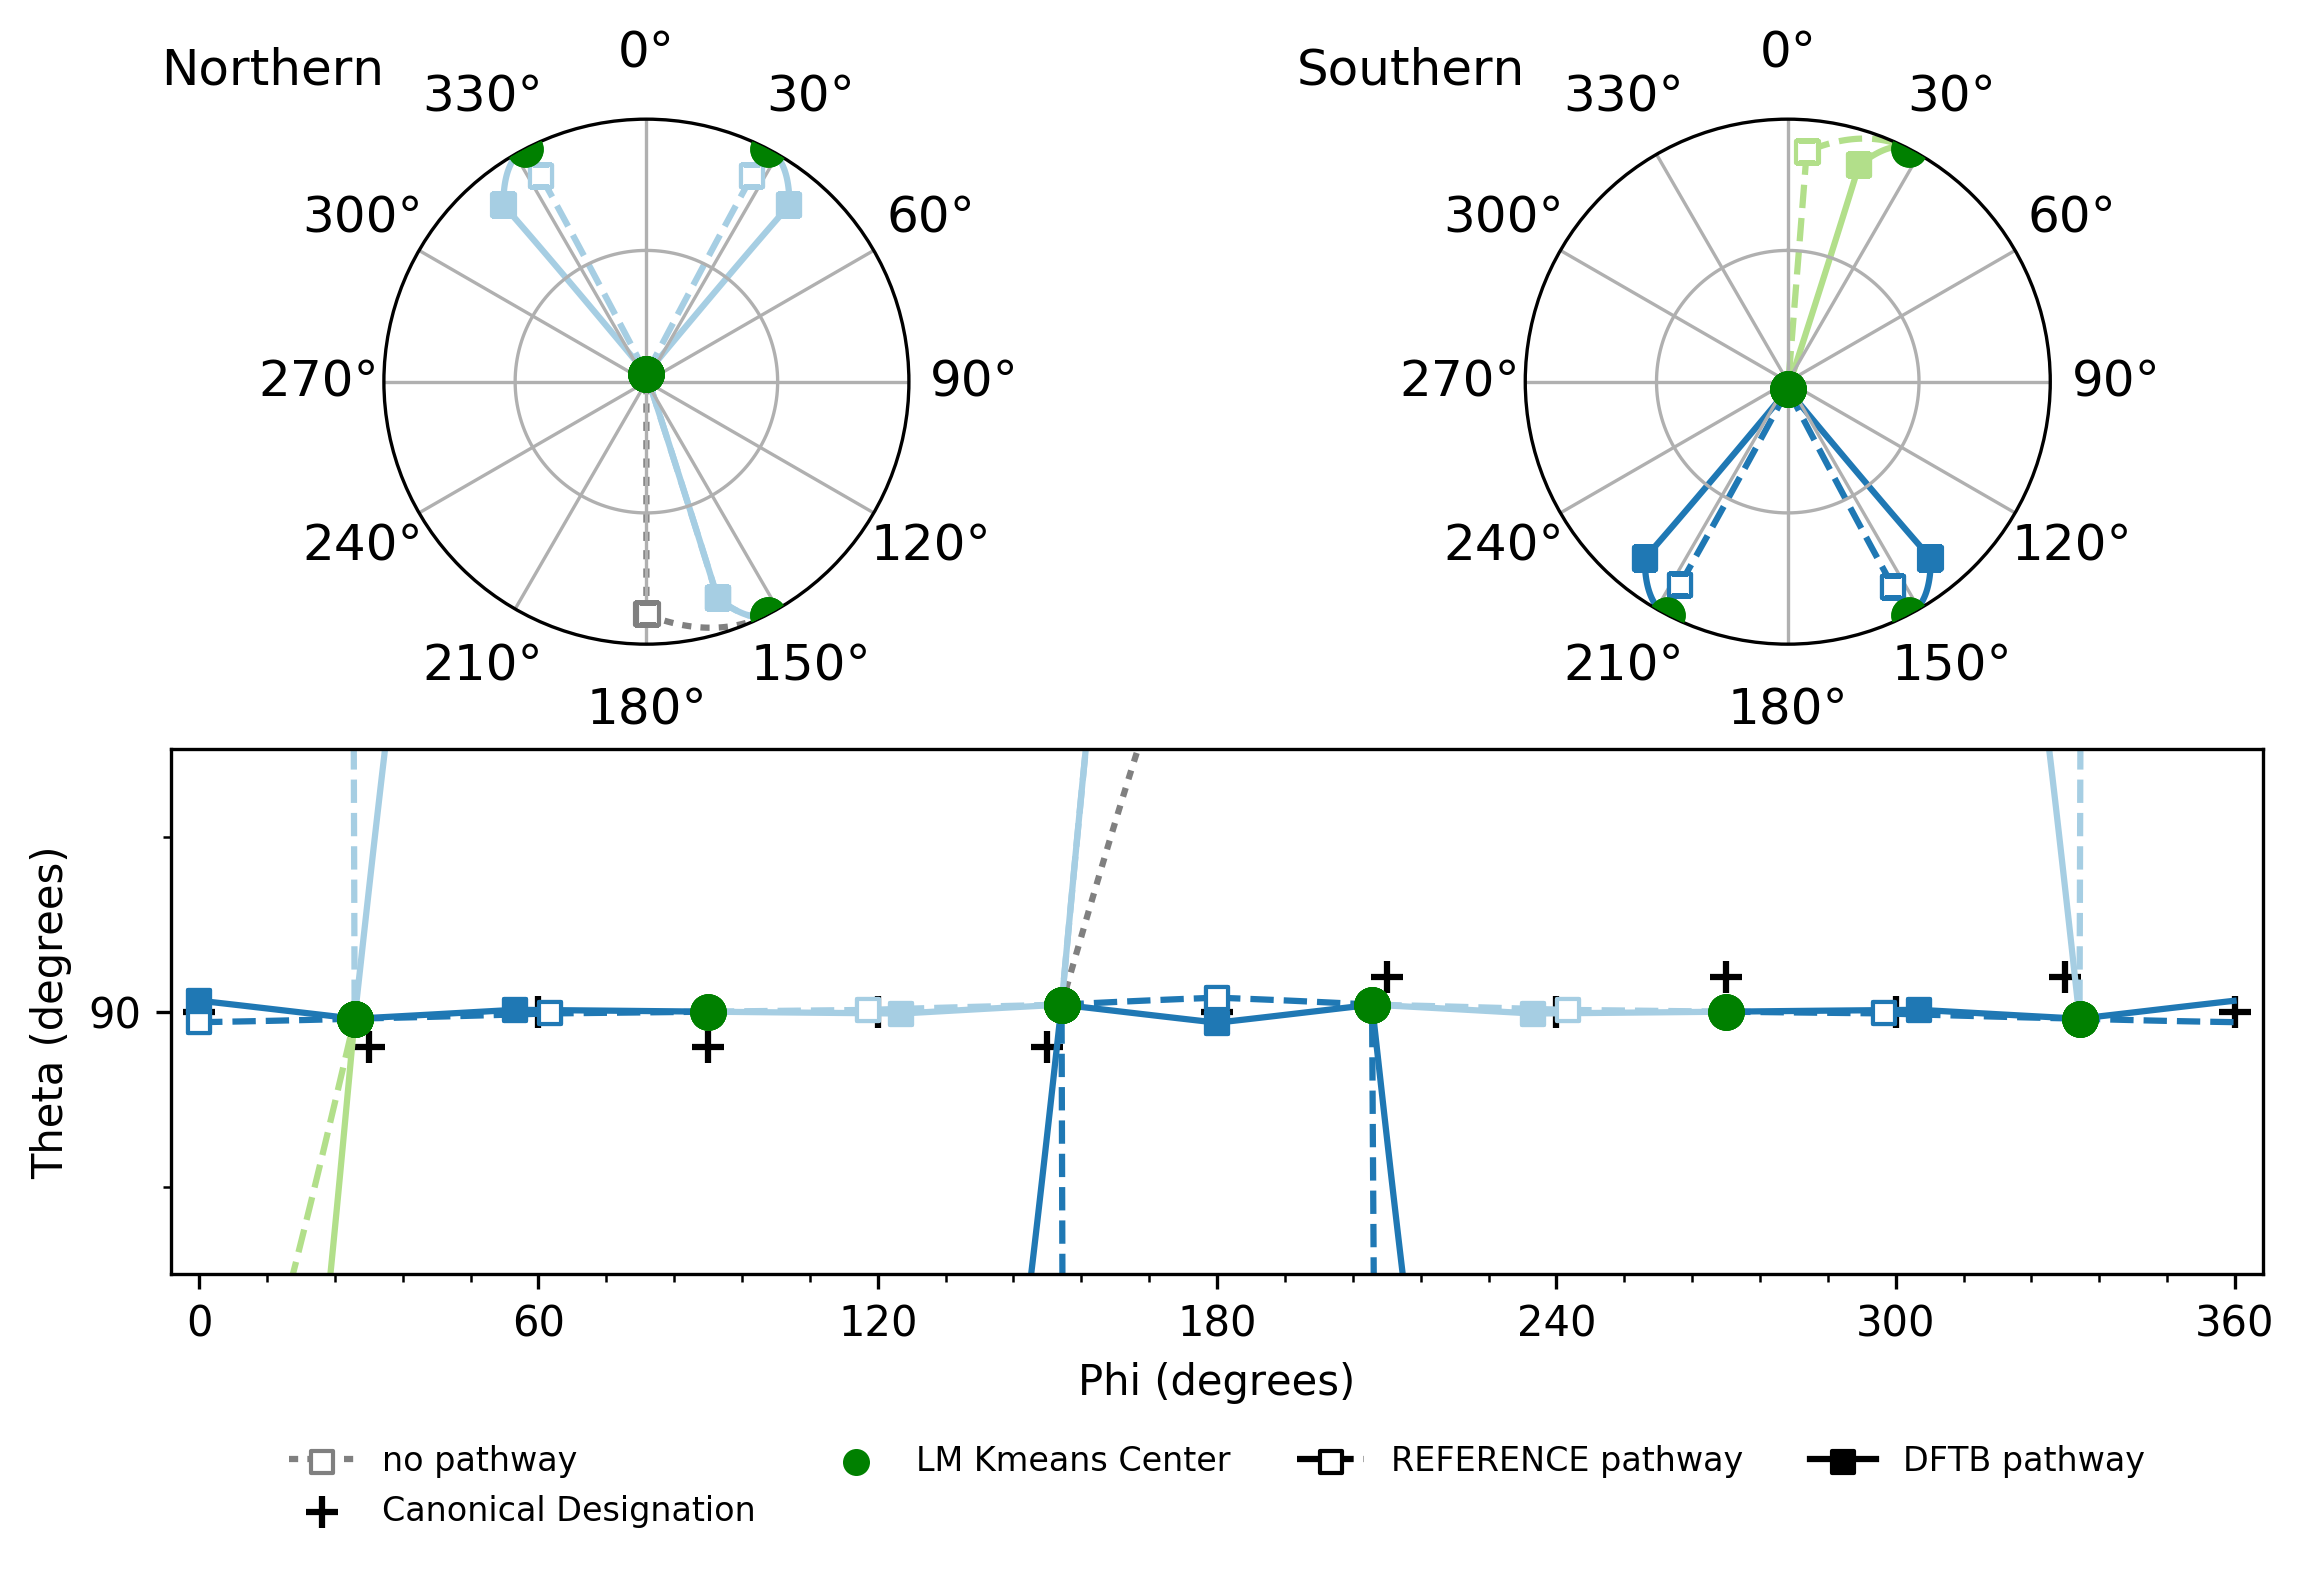 Northern
0°
330°
30°
300°
60°
270°
90°
240°
120°
210°
150°
180°
Southern
0°
330°
30°
300°
60°
270°
90°
240°
120°
210°
150°
180°
Theta (degrees)
90
0 60 120 180 240 300 360
Phi (degrees)
no pathway
Canonical Designation
LM Kmeans Center
REFERENCE pathway
DFTB pathway